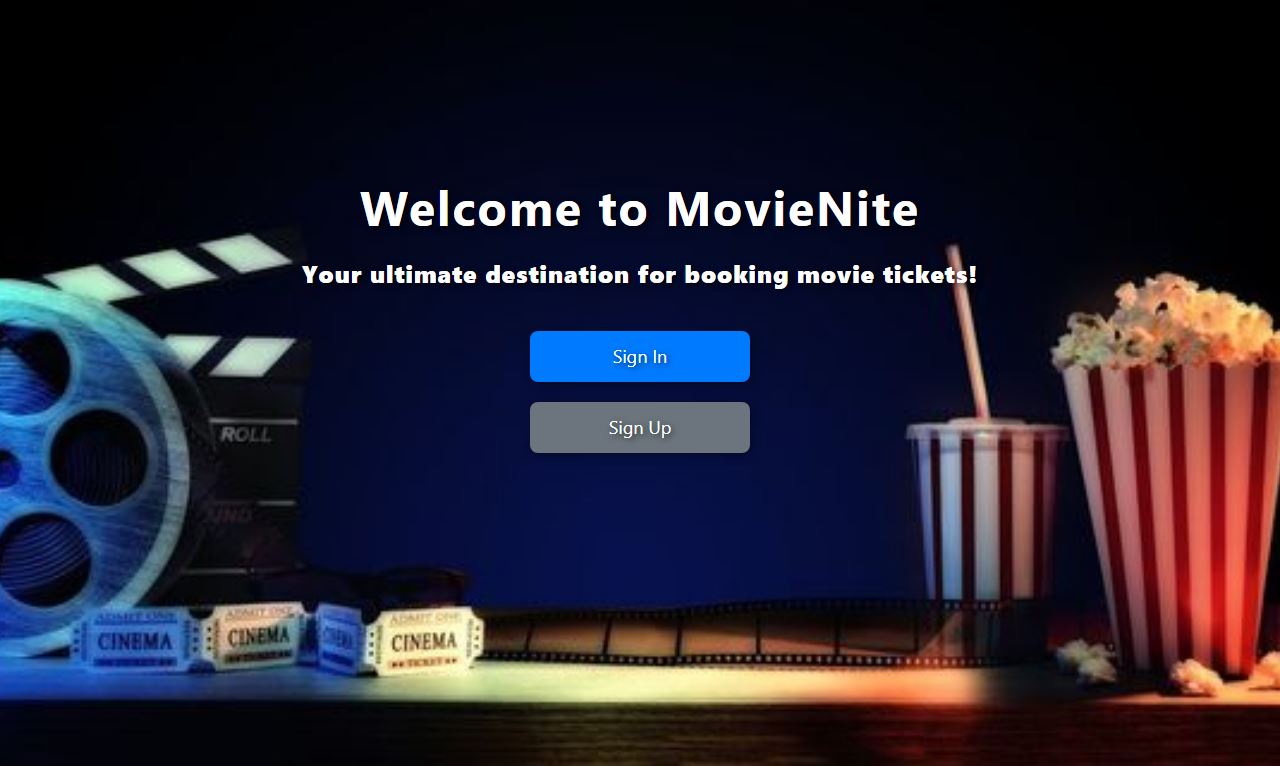 Welcome to MovieNite
Your ultimate destination for booking movie tickets!
Sign In
Sign Up
ROLL
ADMIT ONE
CINEMA
ADMIT ONE
CINEMA
TICKET
CINEMA
ADMIT ONE
CINEMA
TICKET